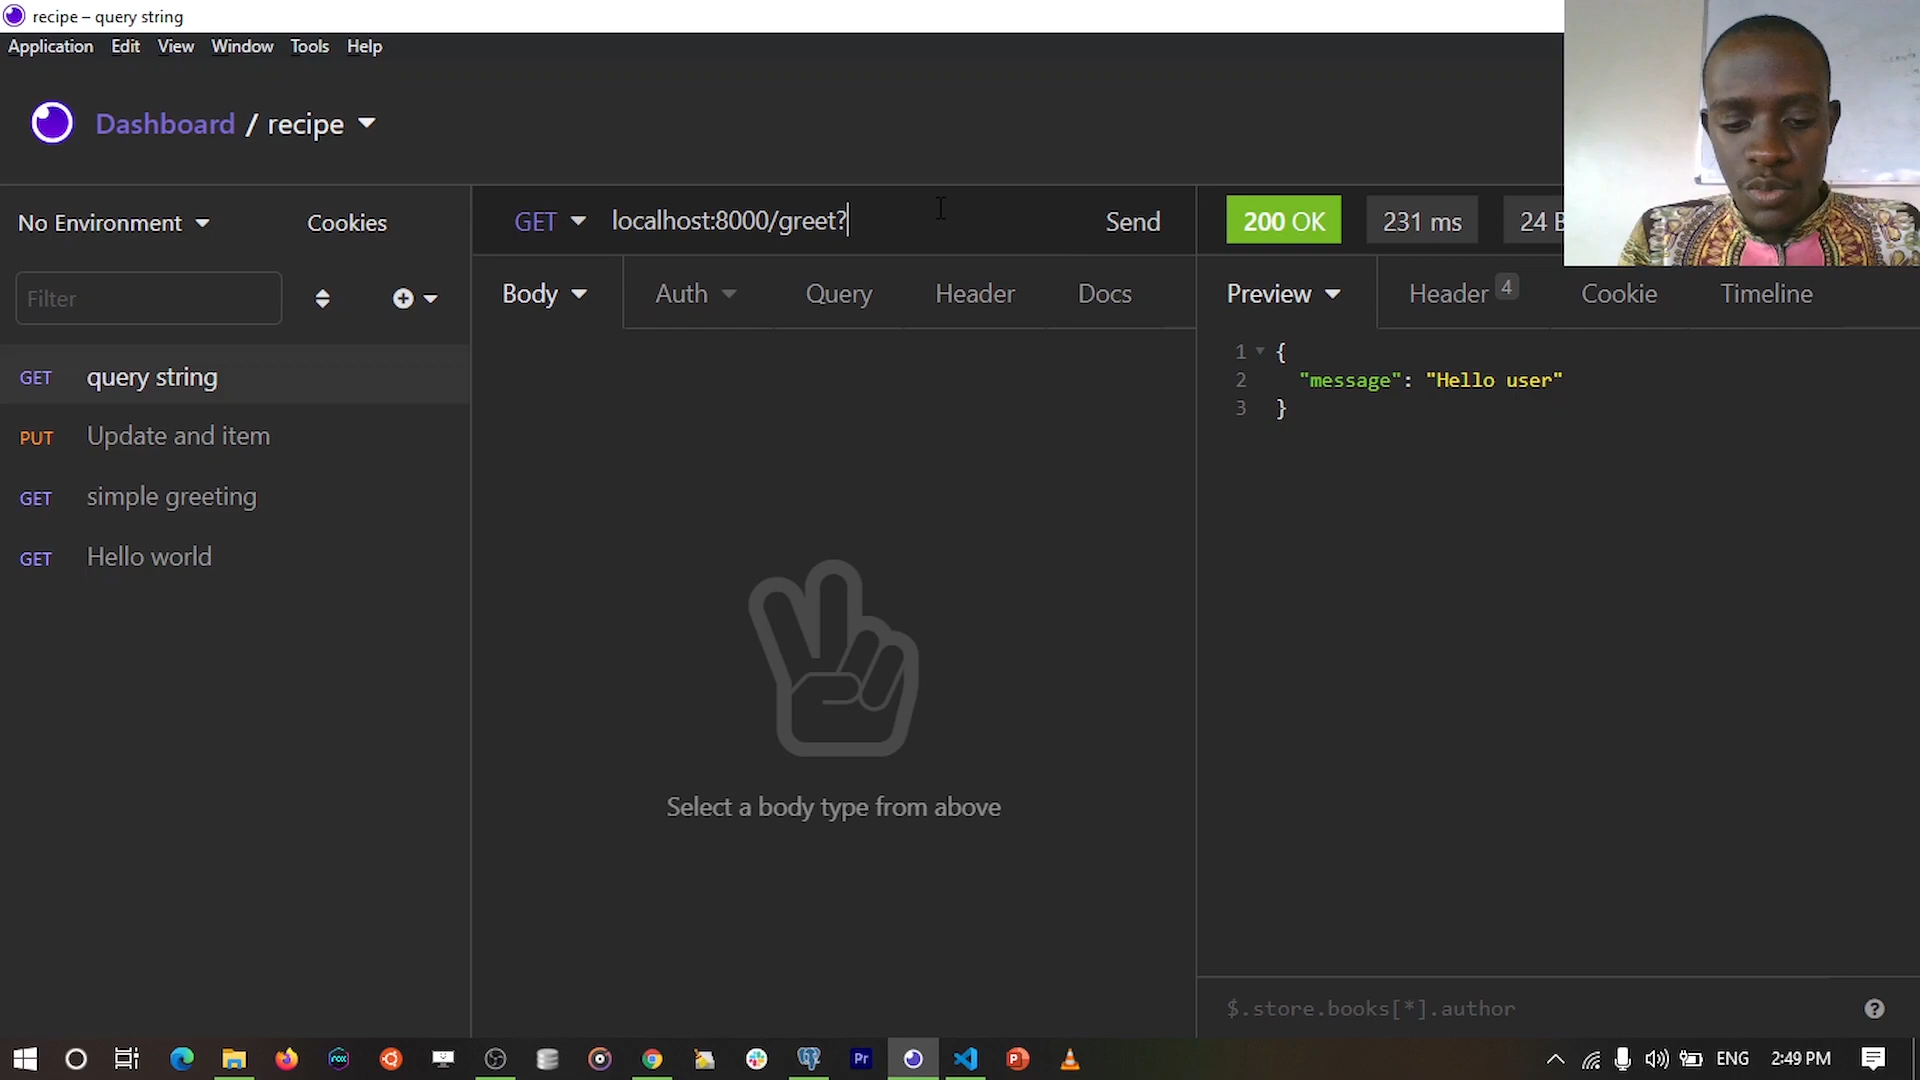 recipe – query string
Application Edit View Window Tools Help
Dashboard / recipe
No Environment Cookies
GET localhost:8000/greet? Send
200 OK 231 ms 24 B
Filter
Body Auth Query Header Docs
Preview Header 4 Cookie Timeline
GET query string
PUT Update and item
GET simple greeting
GET Hello world
1 {
2 "message": "Hello user"
3 }
Select a body type from above
$.store.books[*].author
ENG 2:49 PM
Pr